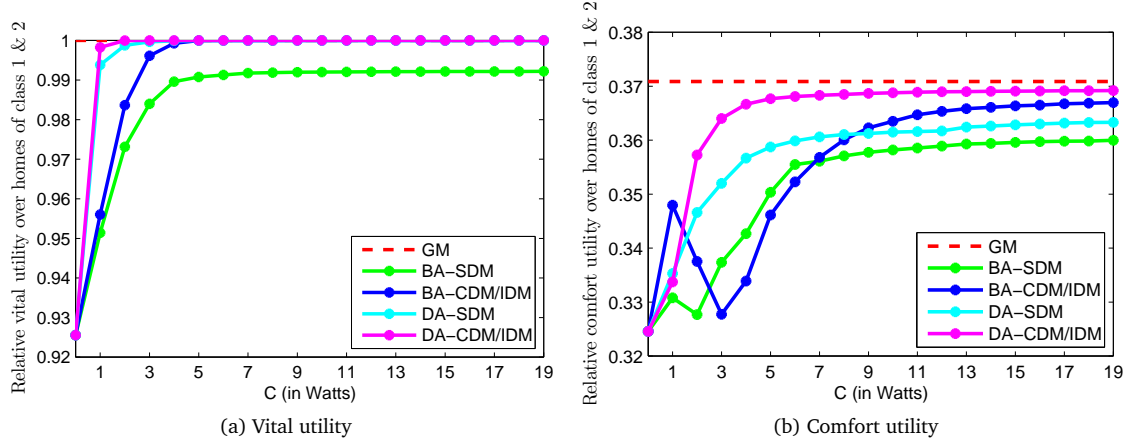 Relative vital utility over homes of class 1 & 2
1
0.99
0.98
0.97
0.96
0.95
0.94
0.93
0.92
GM
BA−SDM
BA−CDM/IDM
DA−SDM
DA−CDM/IDM
1 3 5 7 9 11 13 15 17 19
C (in Watts)
(a) Vital utility
Relative comfort utility over homes of class 1 & 2
0.38
0.37
0.36
0.35
0.34
0.33
0.32
GM
BA−SDM
BA−CDM/IDM
DA−SDM
DA−CDM/IDM
1 3 5 7 9 11 13 15 17 19
C (in Watts)
(b) Comfort utility